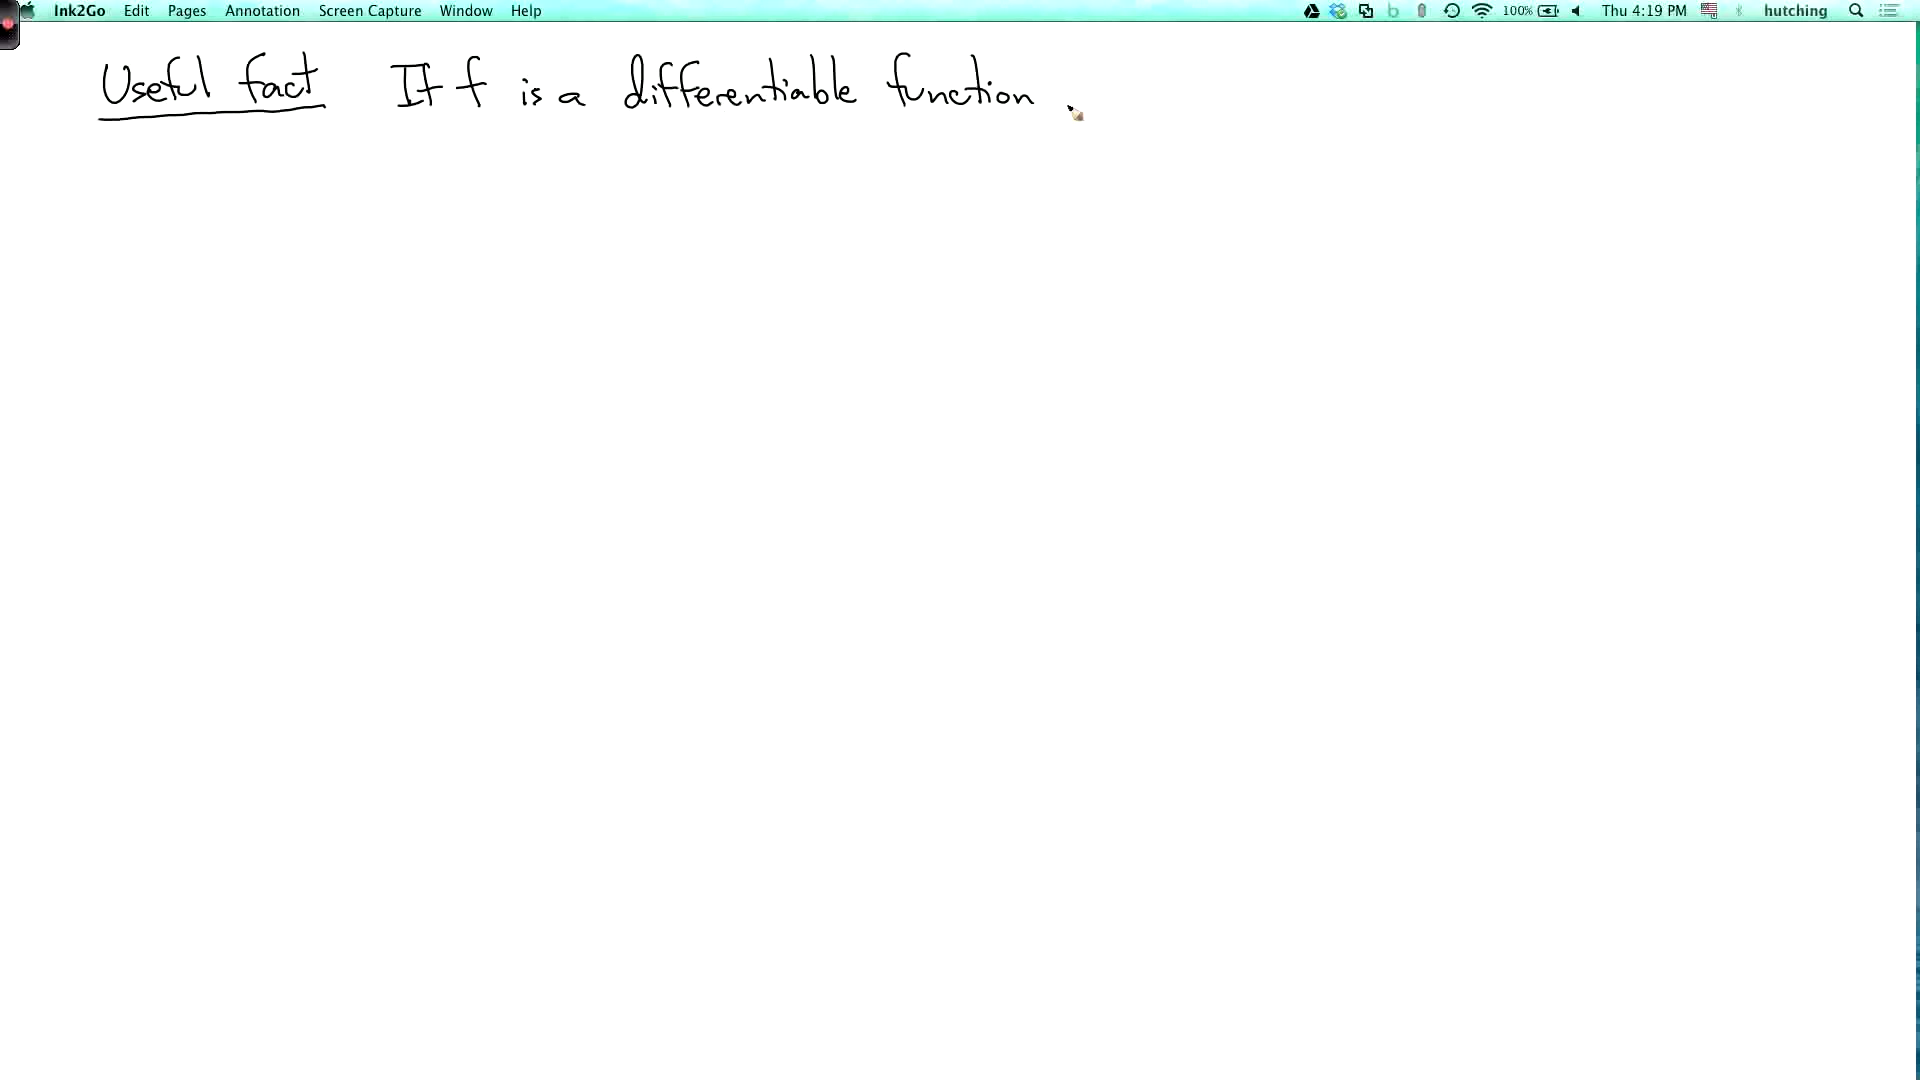 Ink2Go Edit Pages Annotation Screen Capture Window Help 100% Thu 4:19 PM hutching
Useful fact If f is a differentiable function